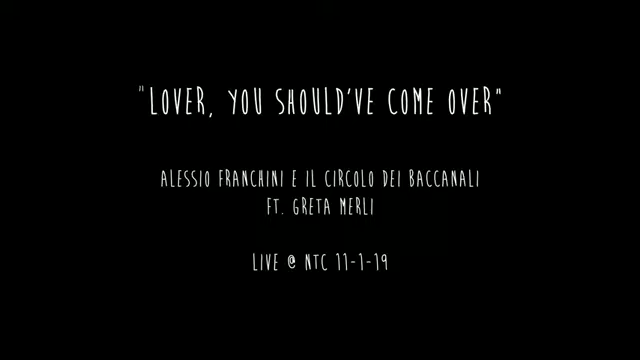 "LOVER, YOU SHOULD'VE COME OVER"
ALESSIO FRANCHINI E IL CIRCOLO DEI BACCANALI
FT. GRETA MERLI
LIVE @ NTC 11-1-19